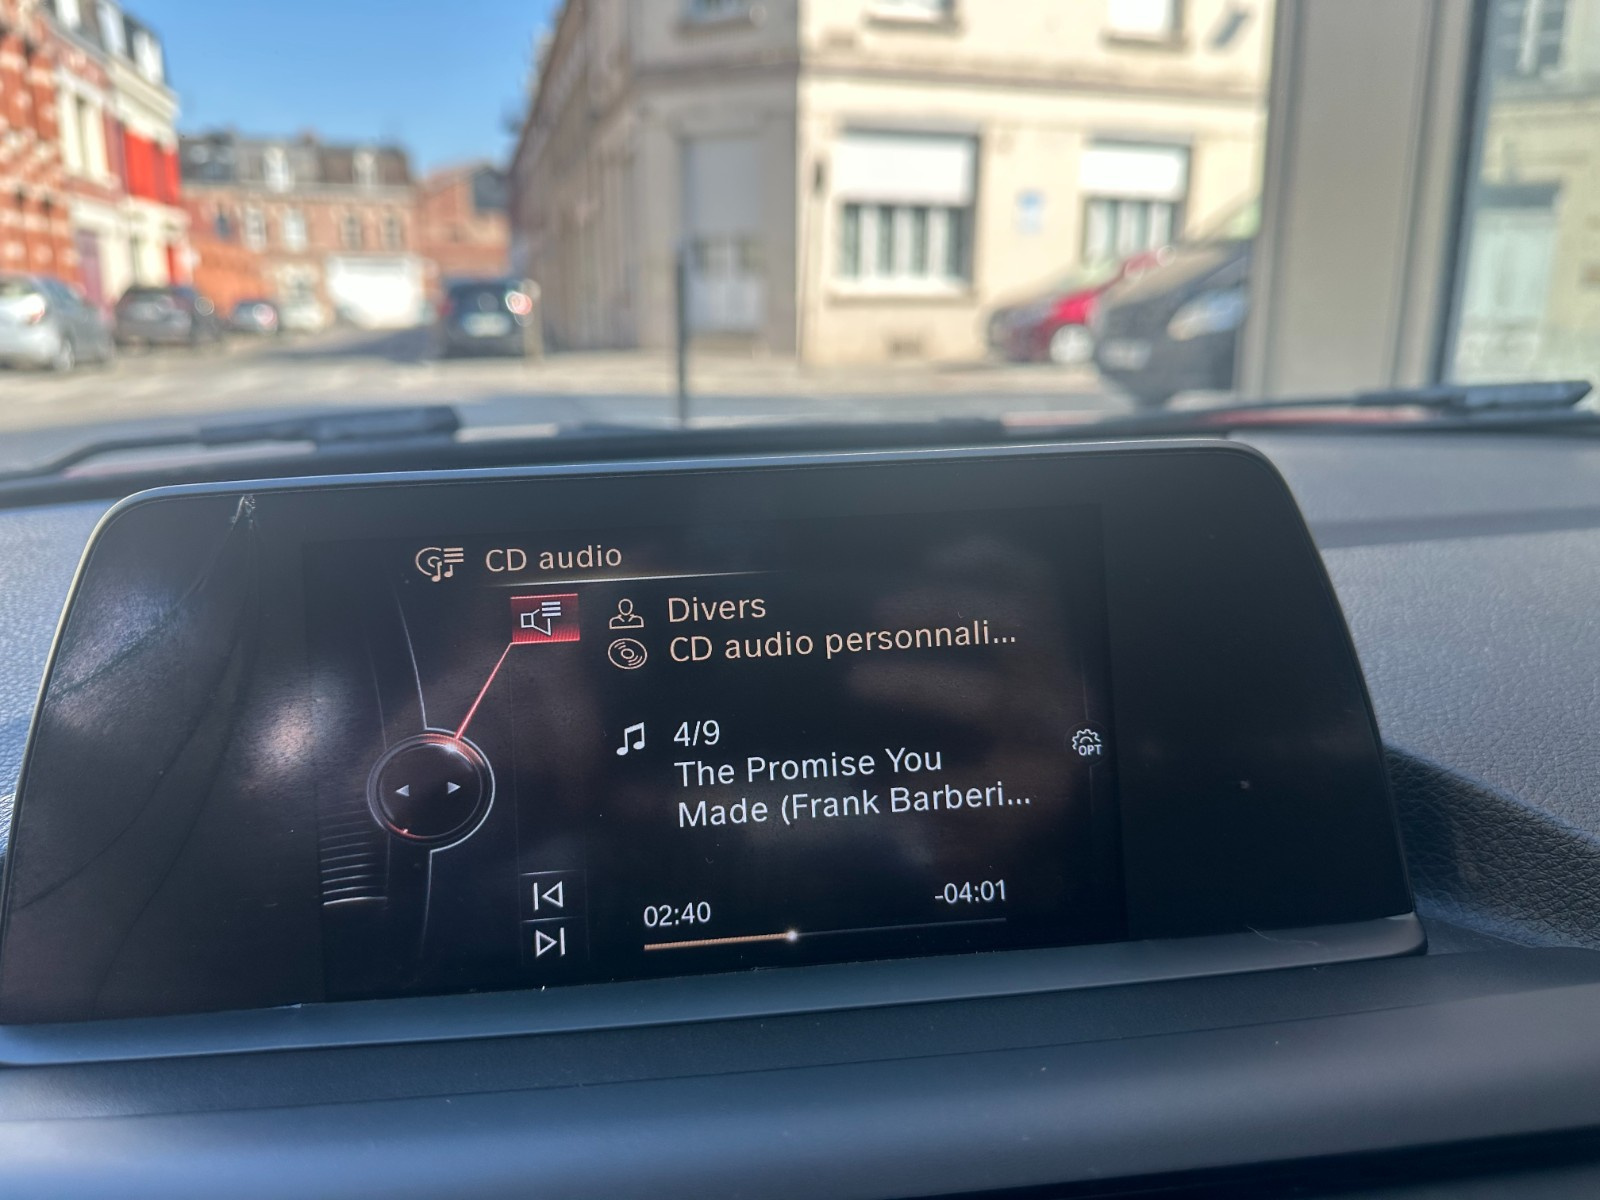 CD audio
Divers
CD audio personnali...
4/9
The Promise You
Made (Frank Barberi...
OPT
02:40
-04:01